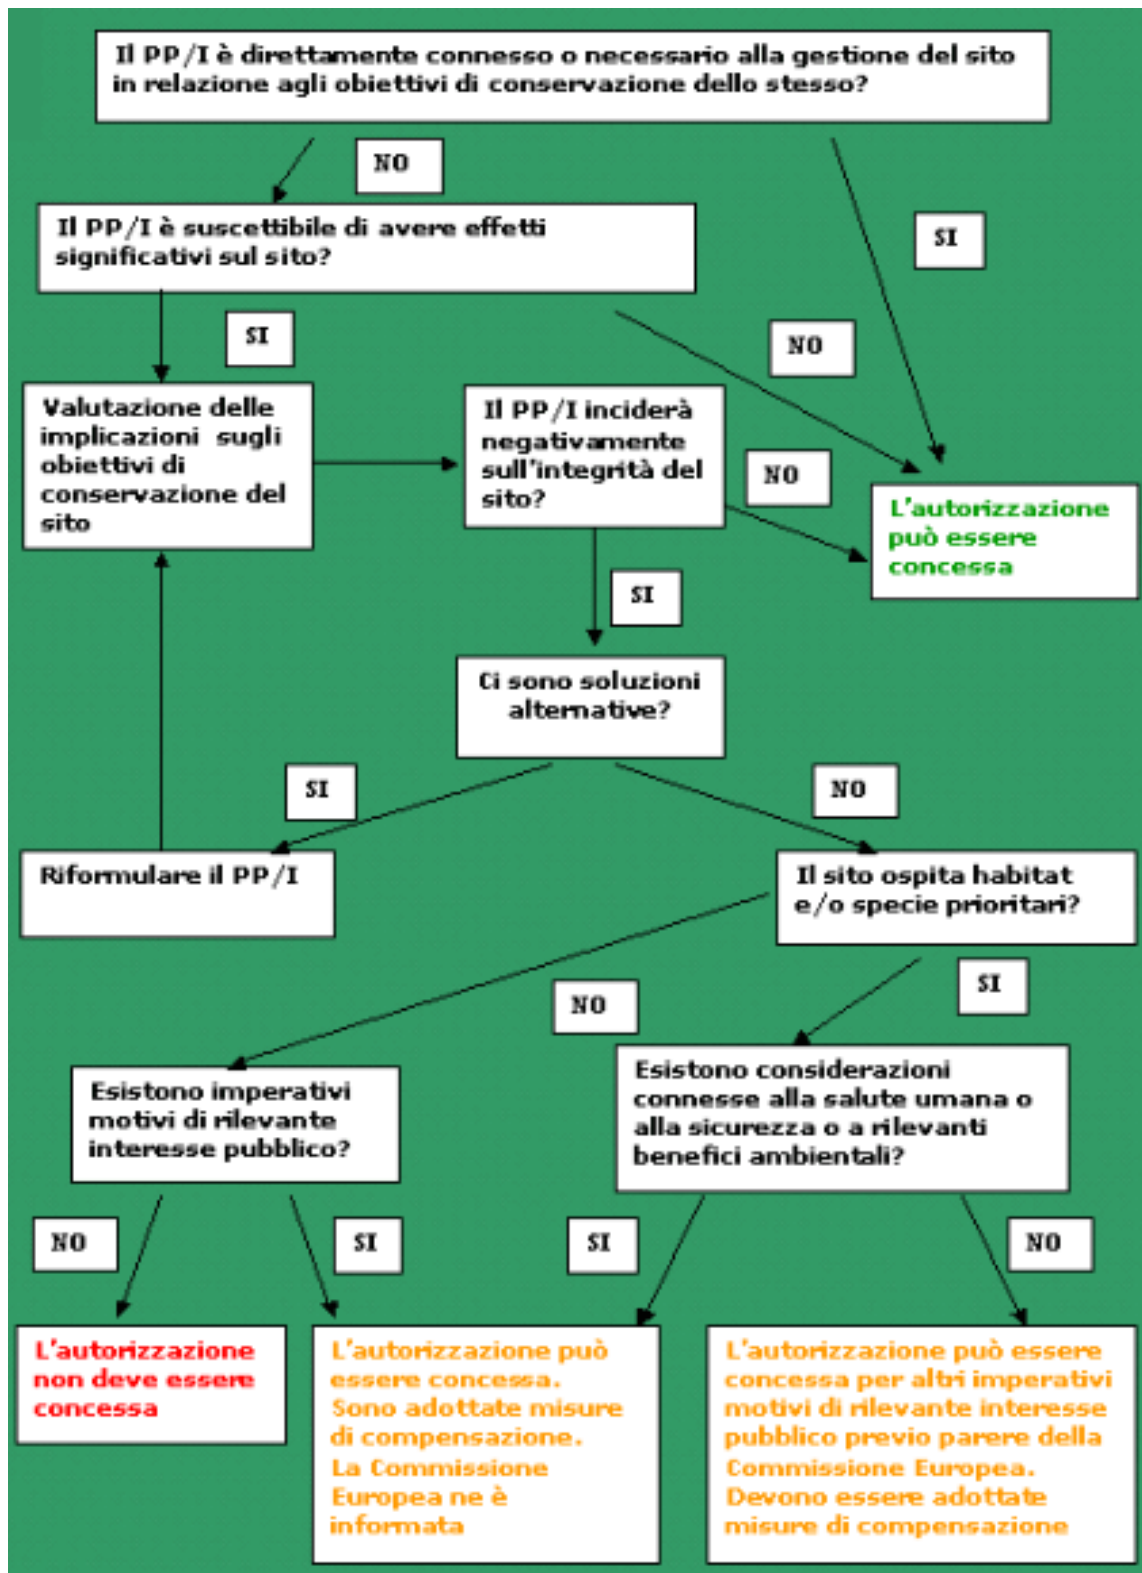 Il PP/I è direttamente connesso o necessario alla gestione del sito
in relazione agli obiettivi di conservazione dello stesso?
NO
SI
Il PP/I è suscettibile di avere effetti
significativi sul sito?
SI
NO
Valutazione delle
implicazioni sugli
obiettivi di
conservazione del
sito
Il PP/I inciderà
negativamente
sull'integrità del
sito?
NO
L'autorizzazione
può essere
concessa
SI
Ci sono soluzioni
alternative?
SI
NO
Riformulare il PP/I
Il sito ospita habitat
e/o specie prioritari?
NO
SI
Esistono imperativi
motivi di rilevante
interesse pubblico?
Esistono considerazioni
connesse alla salute umana o
alla sicurezza o a rilevanti
benefici ambientali?
NO
SI
SI
NO
L'autorizzazione
non deve essere
concessa
L'autorizzazione può
essere concessa.
Sono adottate misure
di compensazione.
La Commissione
Europea ne è
informata
L'autorizzazione può essere
concessa per altri imperativi
motivi di rilevante interesse
pubblico previo parere della
Commissione Europea.
Devono essere adottate
misure di compensazione